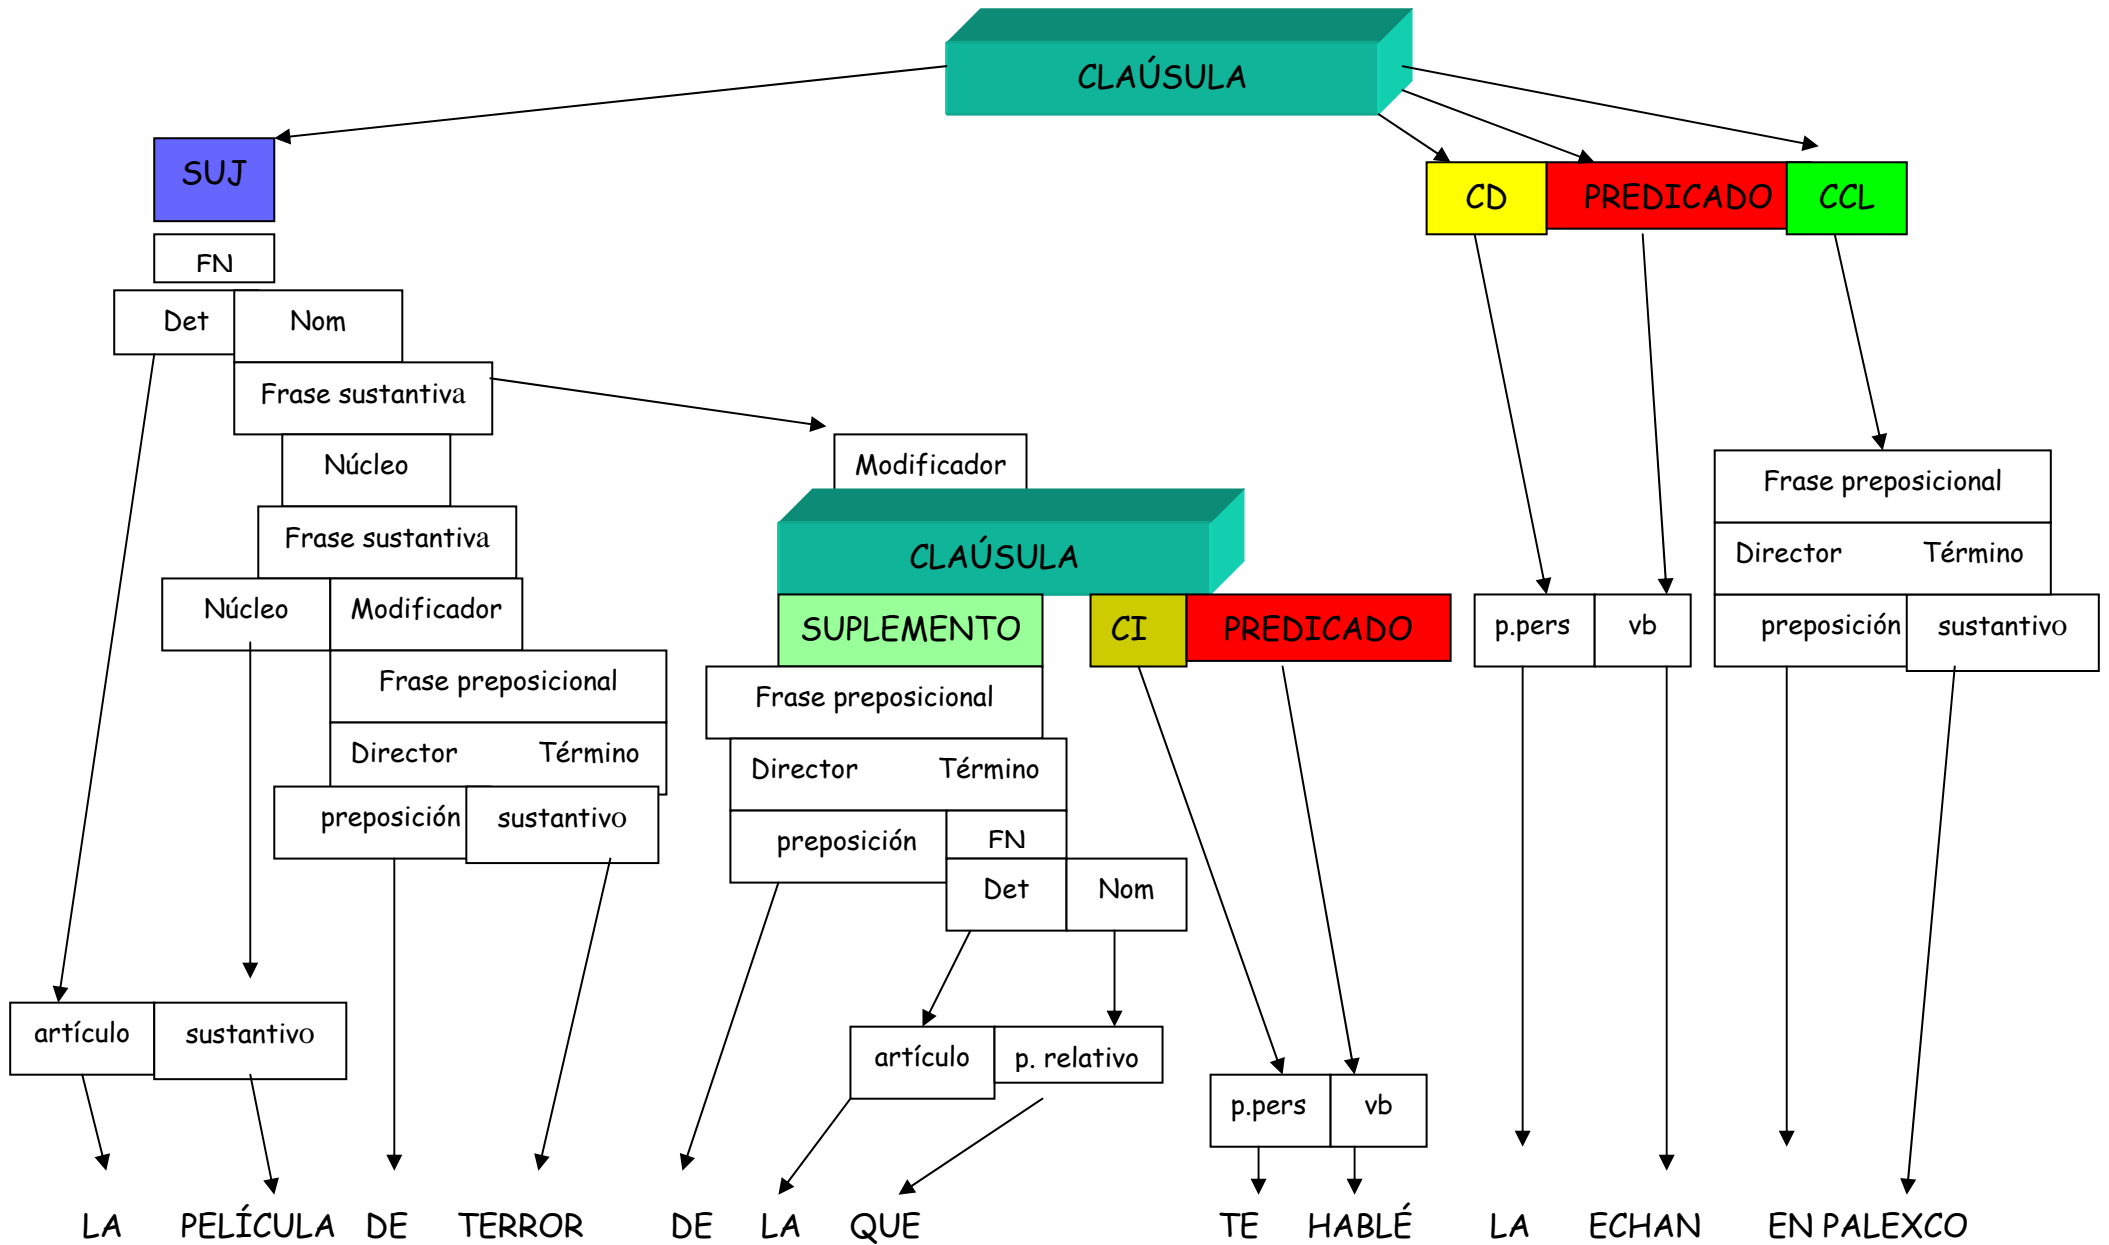 CLAÚSULA
SUJ
CD PREDICADO CCL
FN
Det Nom
Frase sustantiva
Núcleo Modificador
Frase preposicional
Frase sustantiva
CLAÚSULA
Director Término
Núcleo Modificador
SUPLEMENTO CI PREDICADO
p.pers vb
preposición sustantivo
Frase preposicional
Frase preposicional
Director Término
Director Término
preposición sustantivo
preposición FN
Det Nom
artículo sustantivo
artículo p. relativo
p.pers vb
LA PELÍCULA DE TERROR DE LA QUE TE HABLÉ LA ECHAN EN PALEXCO